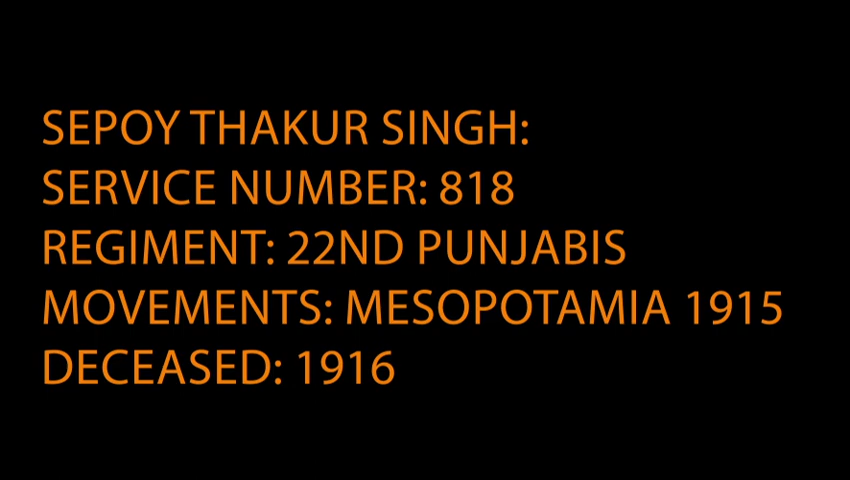 SEPOY THAKUR SINGH:
SERVICE NUMBER: 818
REGIMENT: 22ND PUNJABIS
MOVEMENTS: MESOPOTAMIA 1915
DECEASED: 1916